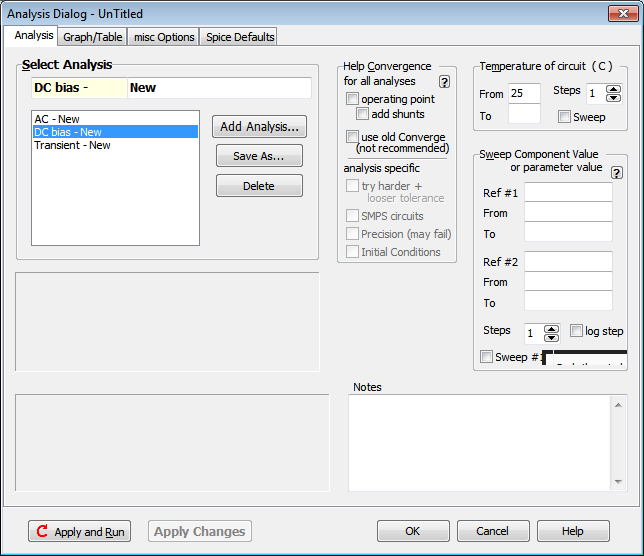 Analysis Dialog - UnTitled
Analysis
Graph/Table
misc Options
Spice Defaults
Select Analysis
DC bias - New
AC - New
DC bias - New
Transient - New
Add Analysis...
Save As...
Delete
Help Convergence
for all analyses ?
operating point
add shunts
use old Converge
(not recommended)
analysis specific
try harder +
looser tolerance
SMPS circuits
Precision (may fail)
Initial Conditions
Temperature of circuit ( C )
From 25 Steps 1
To Sweep
Sweep Component Value
or parameter value ?
Ref #1
From
To
Ref #2
From
To
Steps 1 log step
Sweep #1
Notes
Apply and Run
Apply Changes
OK
Cancel
Help